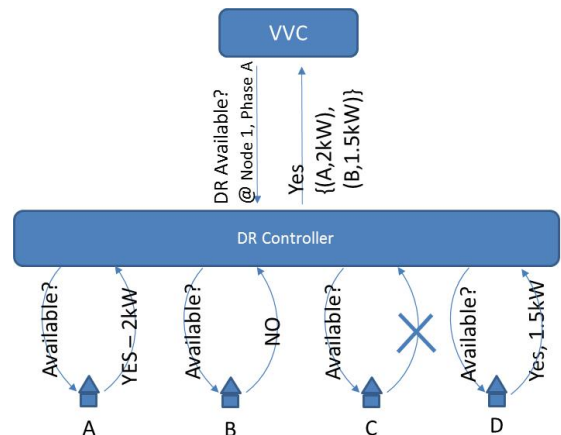 VVC
DR Available?
@ Node 1, Phase A
Yes
{(A,2kW),
(B,1.5kW)}
DR Controller
Available?
YES – 2kW
Available?
NO
Available?
Available?
Yes, 1.5kW
A
B
C
D